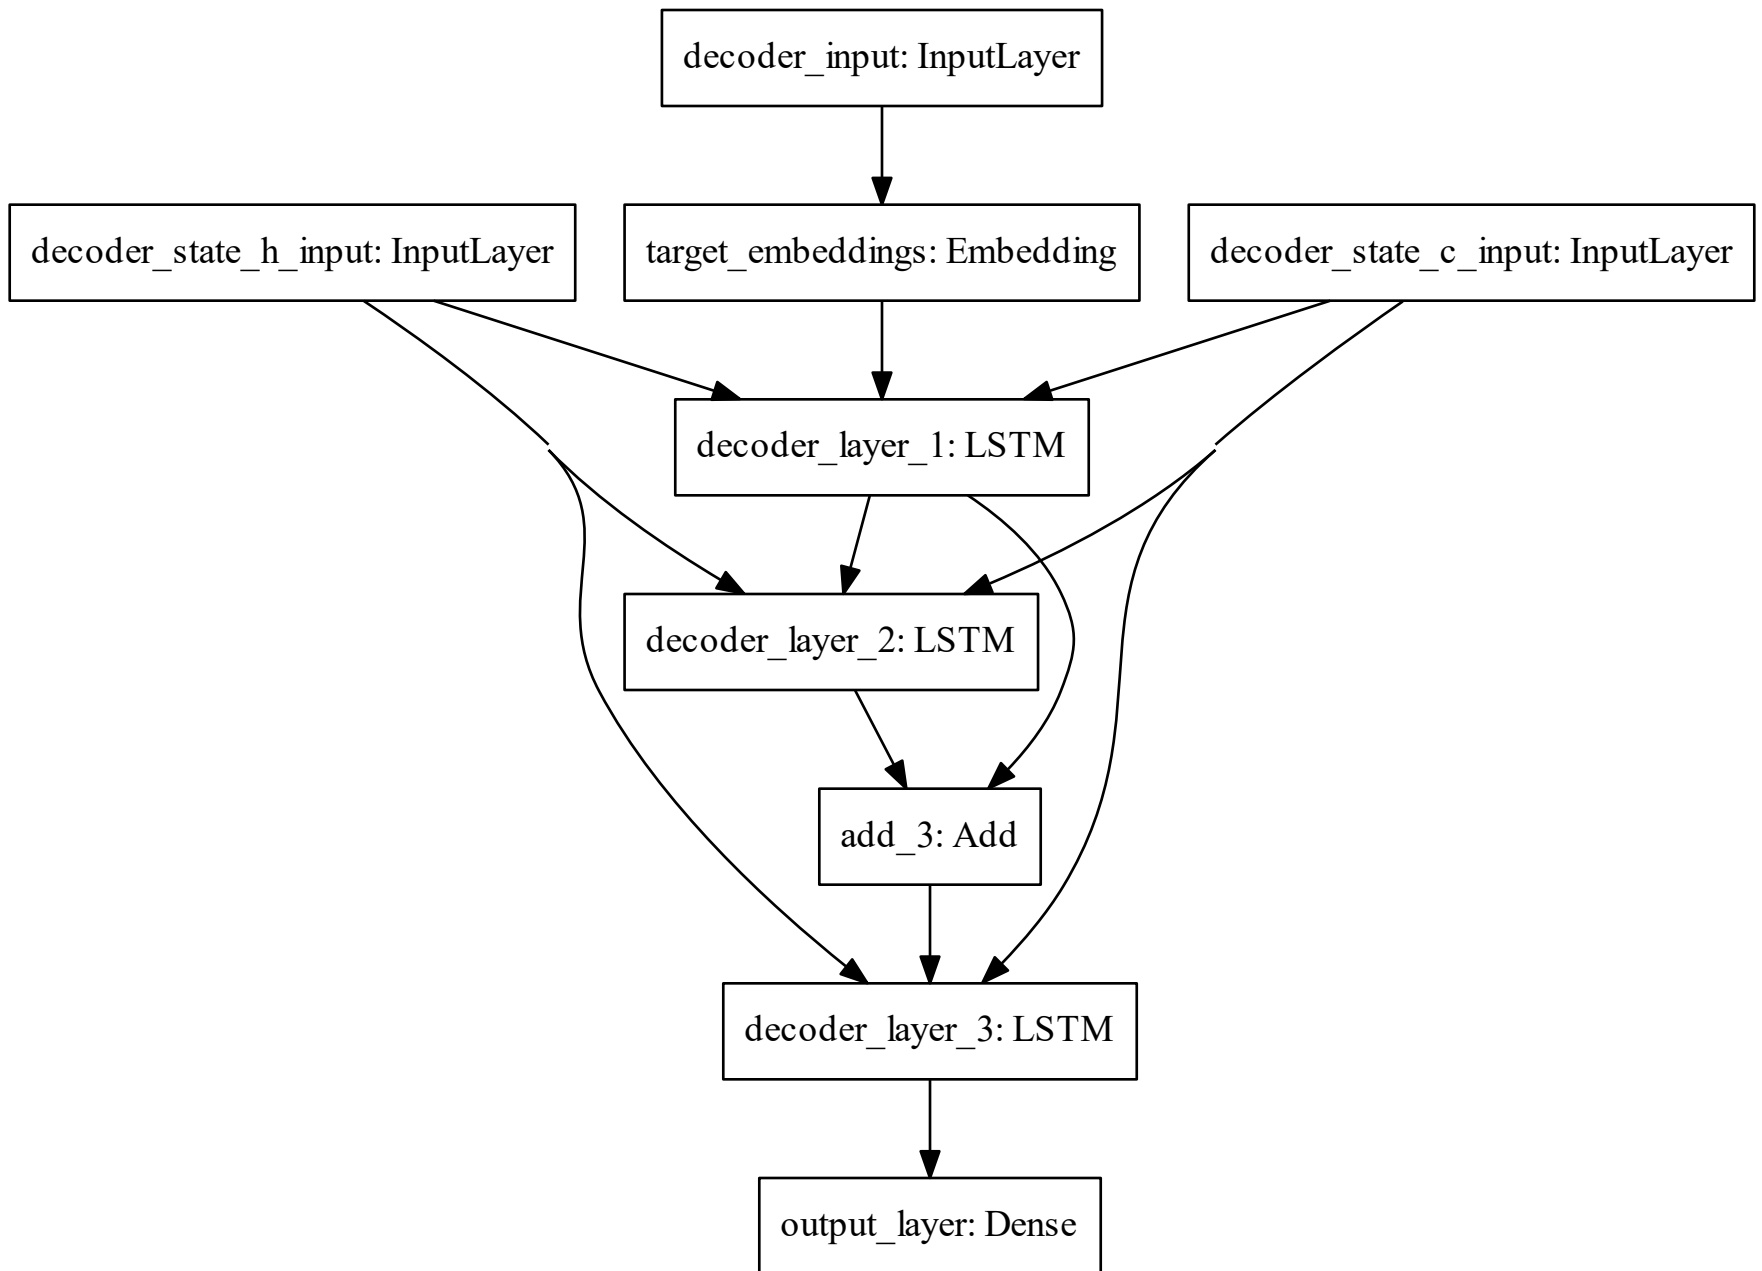 decoder_input: InputLayer
decoder_state_h_input: InputLayer
target_embeddings: Embedding
decoder_state_c_input: InputLayer
decoder_layer_1: LSTM
decoder_layer_2: LSTM
add_3: Add
decoder_layer_3: LSTM
output_layer: Dense